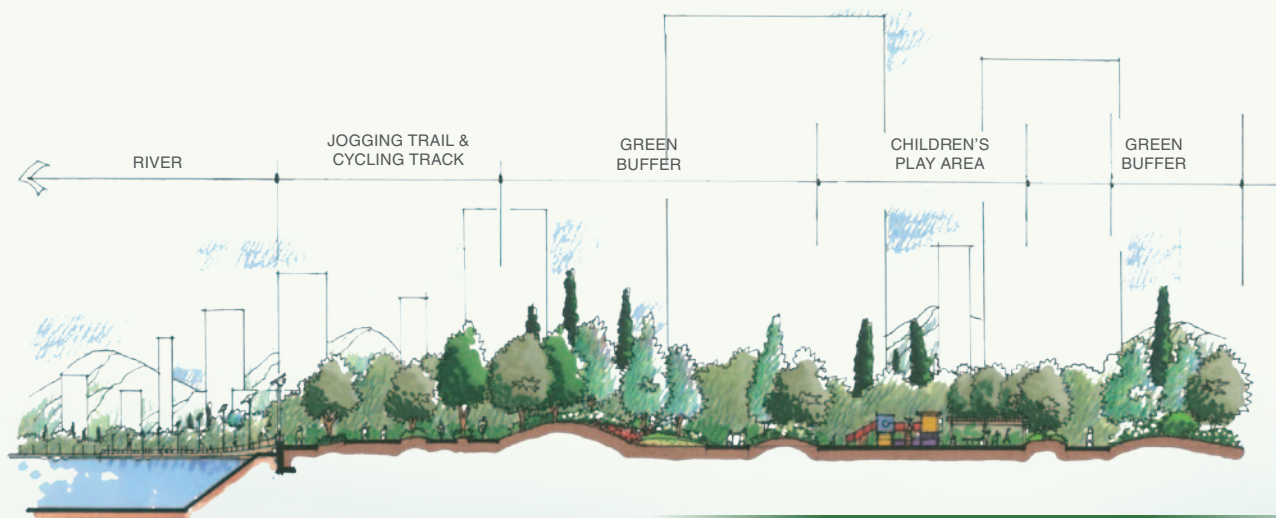 RIVER
JOGGING TRAIL &
CYCLING TRACK
GREEN
BUFFER
CHILDREN'S
PLAY AREA
GREEN
BUFFER